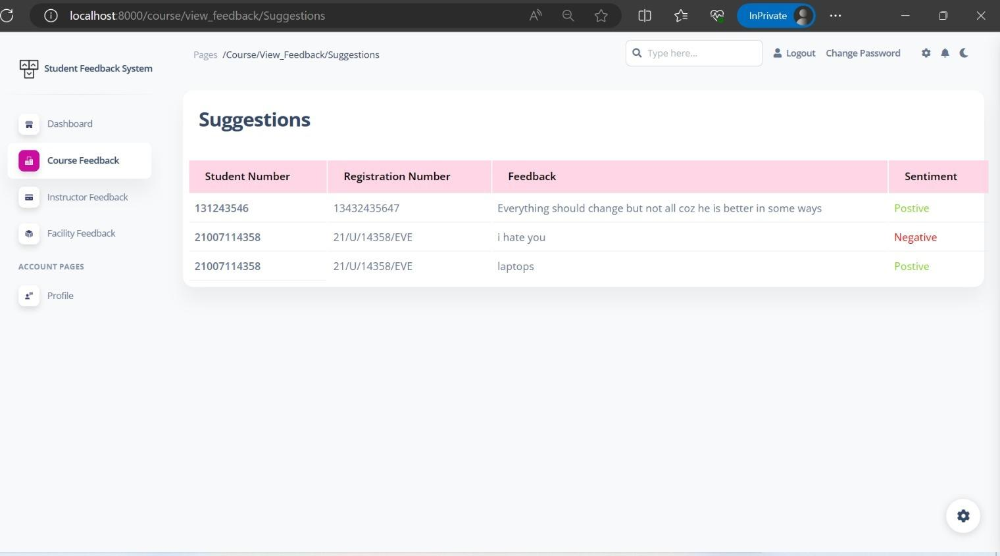 localhost:8000/course/view_feedback/Suggestions
InPrivate
Student Feedback System
Pages /Course/View_Feedback/Suggestions
Type here...
Logout
Change Password
Dashboard
Course Feedback
Instructor Feedback
Facility Feedback
ACCOUNT PAGES
Profile
Suggestions
Student Number Registration Number Feedback Sentiment
131243546 13432435647 Everything should change but not all coz he is better in some ways Postive
21007114358 21/U/14358/EVE i hate you Negative
21007114358 21/U/14358/EVE laptops Postive